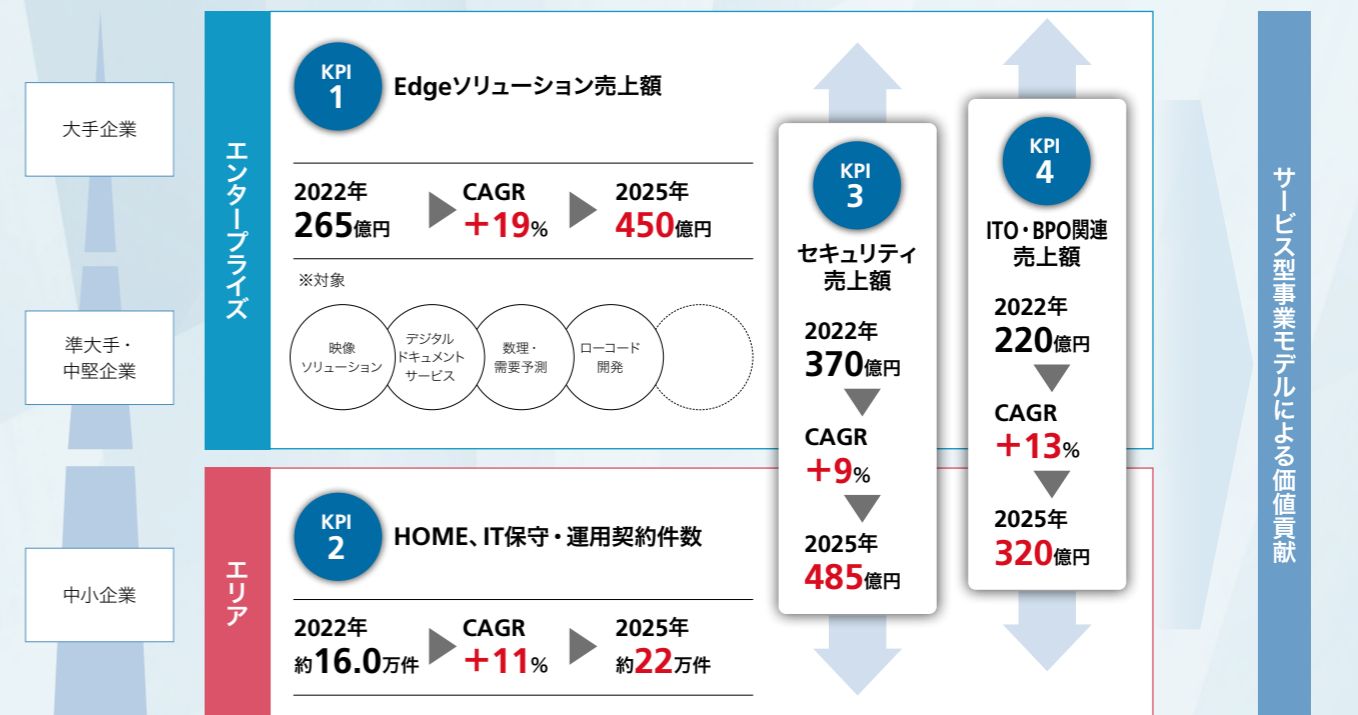 大手企業
準大手・
中堅企業
中小企業
エンタープライズ
KPI
1
Edgeソリューション売上額
2022年
265億円
CAGR
+19%
2025年
450億円
※対象
映像
ソリューション
デジタル
ドキュメント
サービス
数理・
需要予測
ローコード
開発
エリア
KPI
2
HOME、IT保守・運用契約件数
2022年
約16.0万件
CAGR
+11%
2025年
約22万件
KPI
3
セキュリティ
売上額
2022年
370億円
CAGR
+9%
2025年
485億円
KPI
4
ITO・BPO関連
売上額
2022年
220億円
CAGR
+13%
2025年
320億円
サービス型事業モデルによる価値貢献